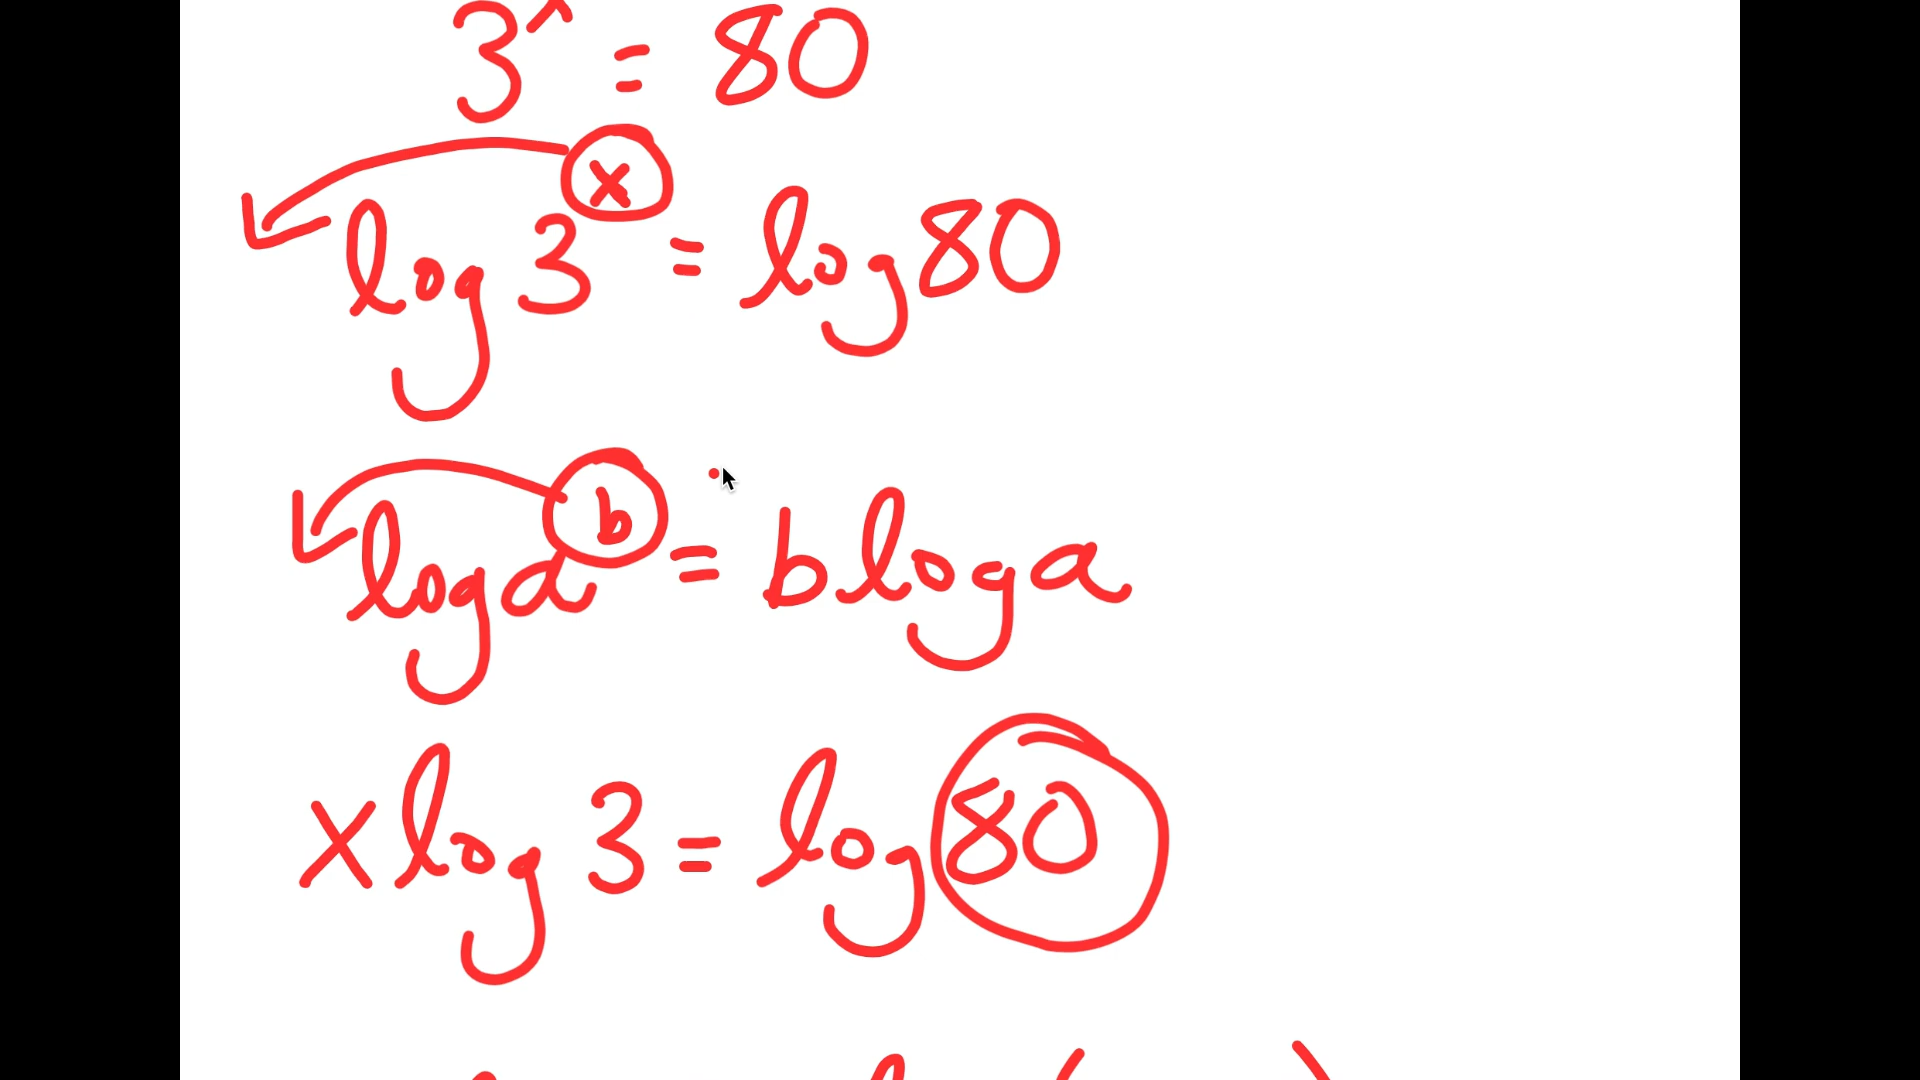 3^x = 80
log 3^x = log 80
log a^b = b log a
x log 3 = log 80